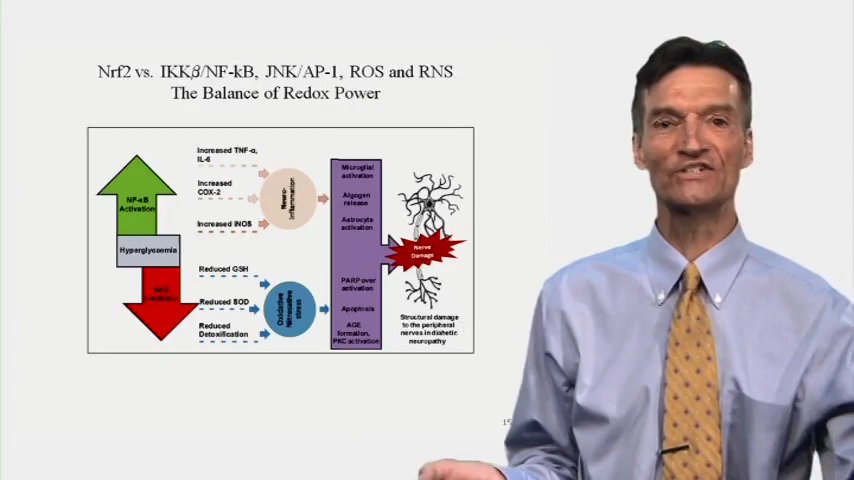 Nrf2 vs. IKKβ/NF-kB, JNK/AP-1, ROS and RNS
The Balance of Redox Power
Increased TNF-α,
IL-6
Increased
COX-2
Increased iNOS
NF-κB
Activation
Hyperglycaemia
Reduced GSH
Reduced SOD
Reduced
Detoxification
Neuro-
inflammation
Oxidative
Nitrosative
stress
Microglial
activation
Algogen
release
Astrocyte
activation
PARP over
activation
Apoptosis
AGE
formation,
PKC activation
Nerve
Damage
Structural damage
to the peripheral
nerves in diabetic
neuropathy